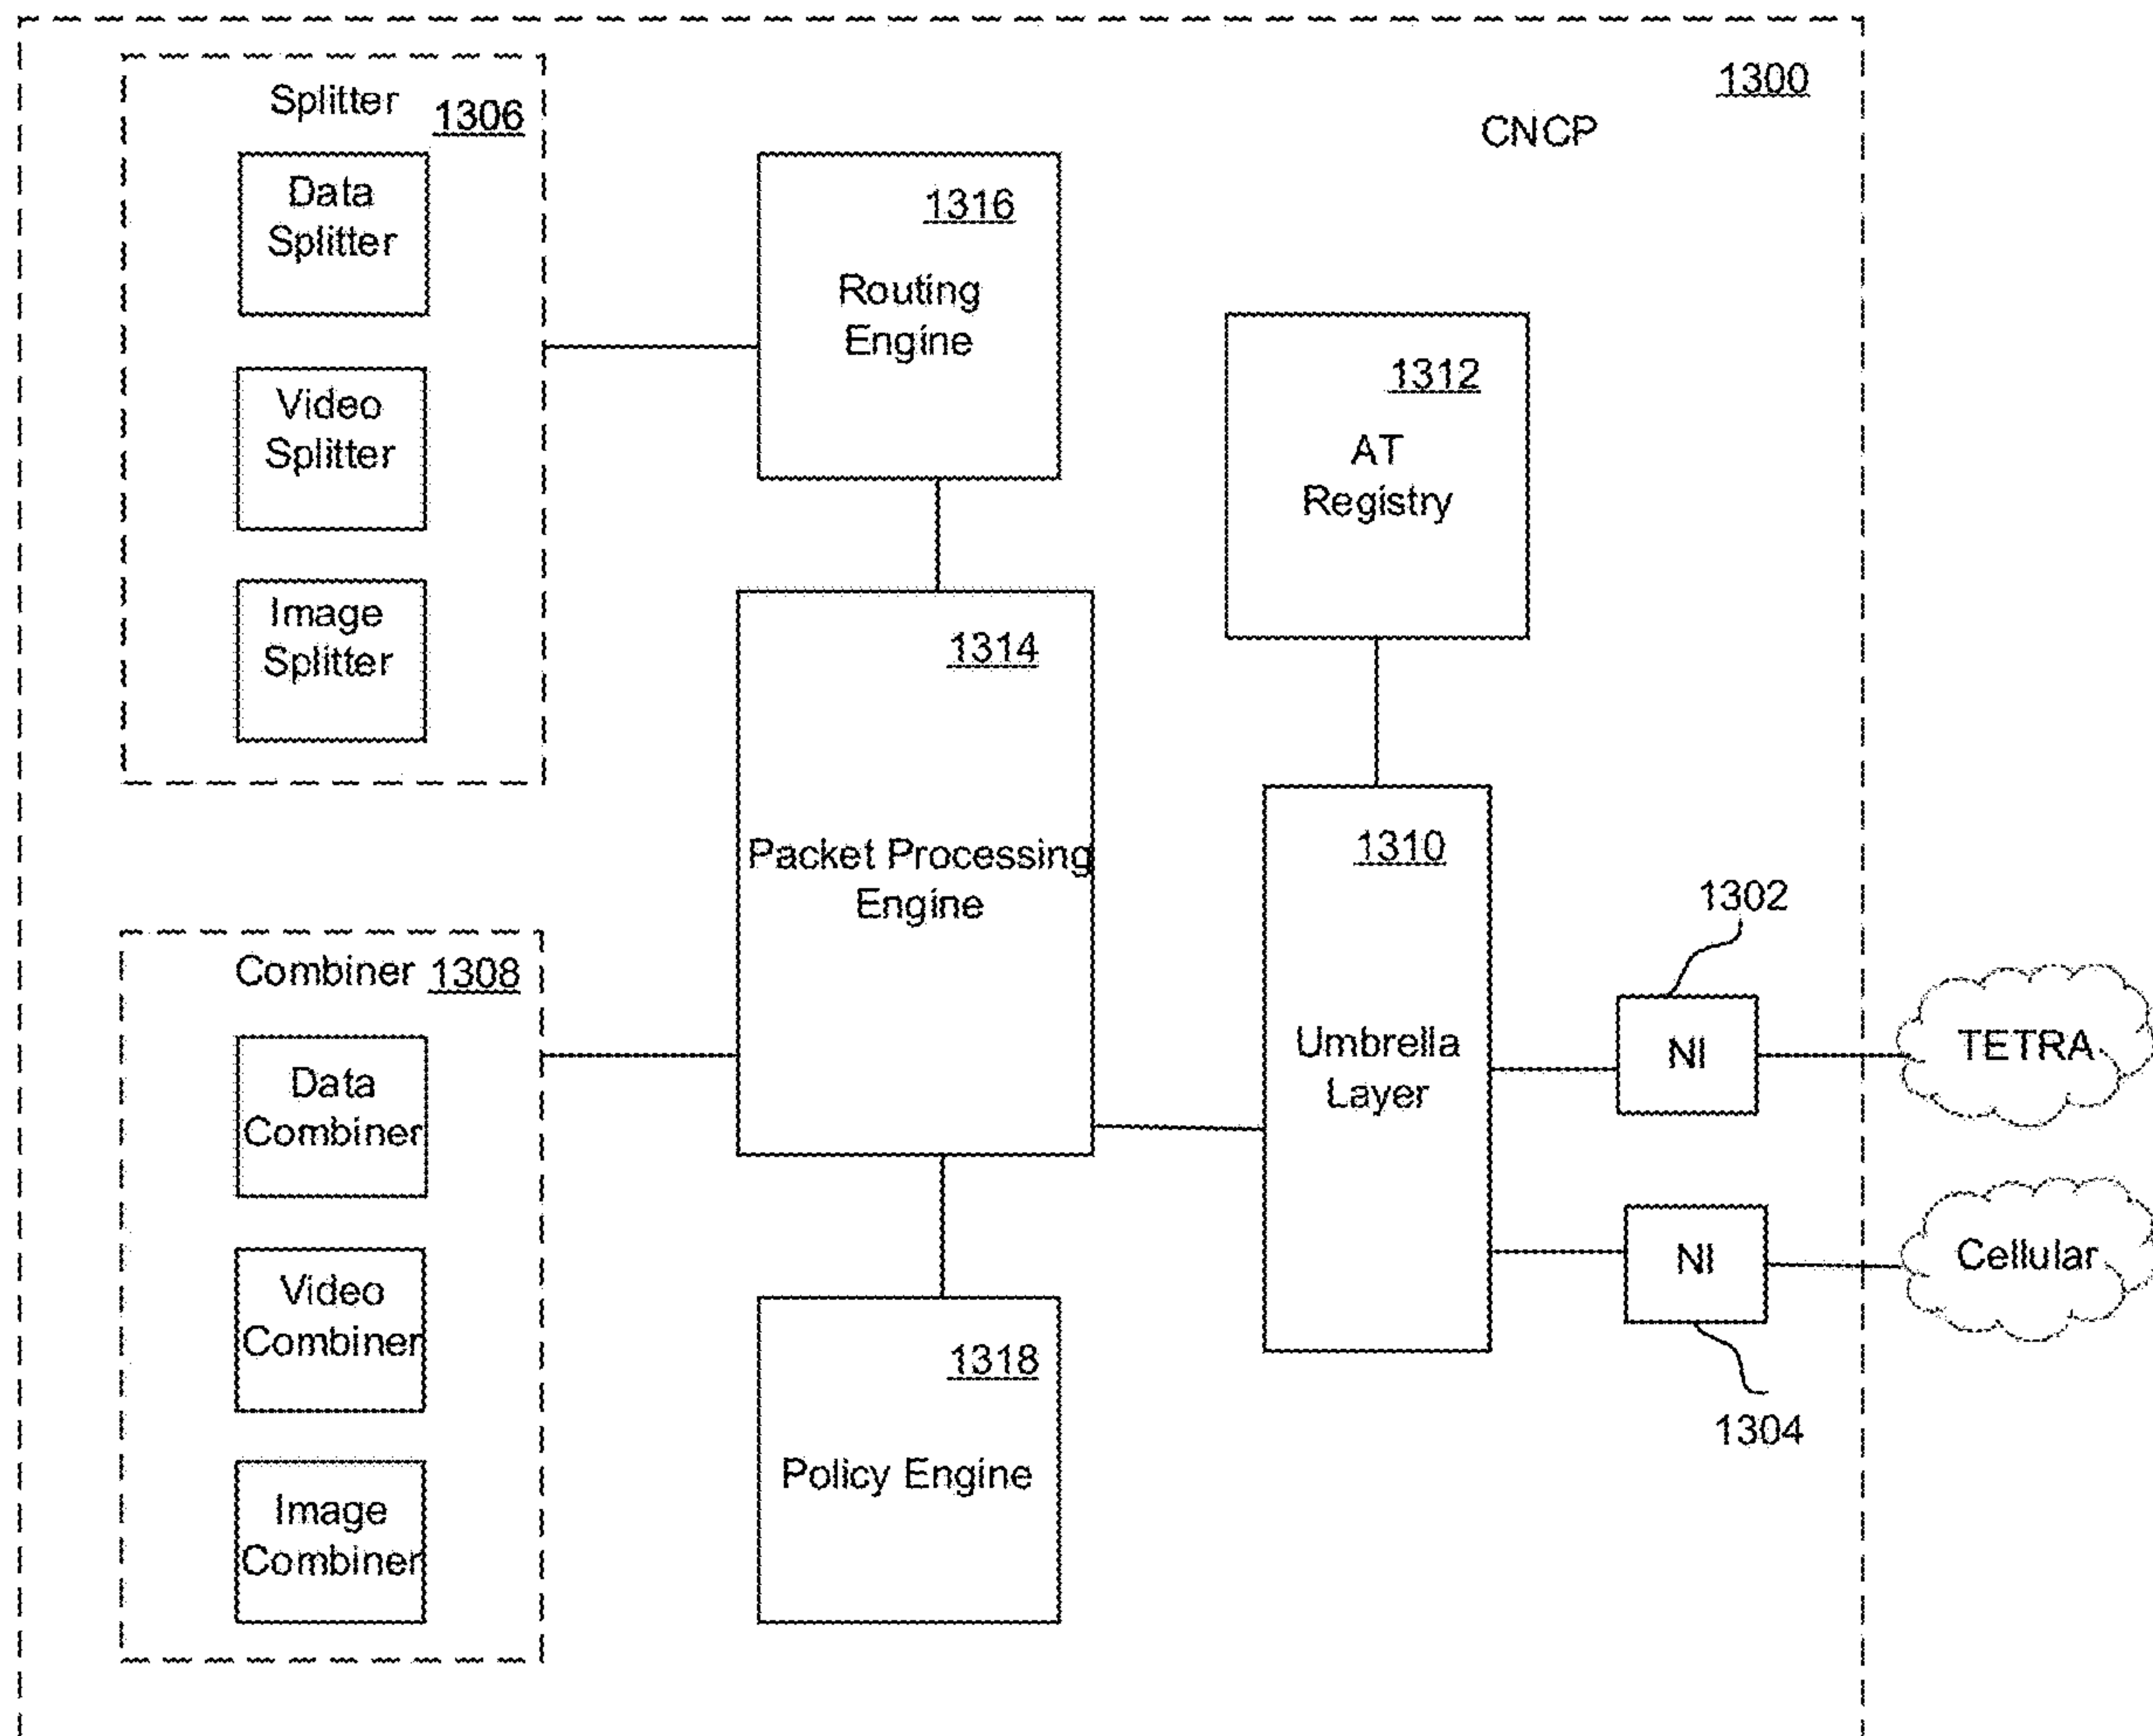 1300
CNCP
Splitter
1306
Data
Splitter
Video
Splitter
Image
Splitter
1316
Routing
Engine
1312
AT
Registry
1314
Packet Processing
Engine
1310
Umbrella
Layer
1302
NI
TETRA
NI
Cellular
1304
Combiner 1308
Data
Combiner
Video
Combiner
Image
Combiner
1318
Policy Engine